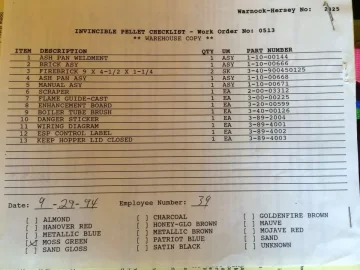 Warnock-Hersey No: 2325
INVINCIBLE PELLET CHECKLIST - Work Order No: 0513
** WAREHOUSE COPY **
ITEM DESCRIPTION QTY UM PART NUMBER
1 ASH PAN WELDMENT 1 ASY 1-10-00144
2 BRICK ASY 1 ASY 1-10-00666
3 FIREBRICK 9 X 4-1/2 X 1-1/4 2 SK 3-40-900450125
4 ASH PAN ASY 1 ASY 1-10-00668
5 MANUAL ASY 1 ASY 1-10-00671
6 SCRAPER 1 EA 2-00-03312
7 FLAME GUIDE-CAST 1 EA 3-00-00225
8 ENHANCEMENT BOARD 1 EA 3-20-00599
9 BOILER TUBE BRUSH 1 EA 3-40-00126
10 DANGER STICKER 1 EA 3-89-2004
11 WIRING DIAGRAM 1 EA 3-89-4001
12 ESP CONTROL LABEL 1 EA 3-89-4002
13 KEEP HOPPER LID CLOSED 1 EA 3-89-4003
Date: 9-29-94 Employee Number: 39
[ ] ALMOND [ ] CHARCOAL [ ] GOLDENFIRE BROWN
[ ] HANOVER RED [ ] HONEY-GLO BROWN [ ] MAUVE
[ ] METALLIC BLUE [ ] METALLIC BROWN [ ] MOJAVE RED
[x] MOSS GREEN [ ] PATRIOT BLUE [ ] SAND
[ ] SAND GLOSS [ ] SATIN BLACK [ ] UNKNOWN